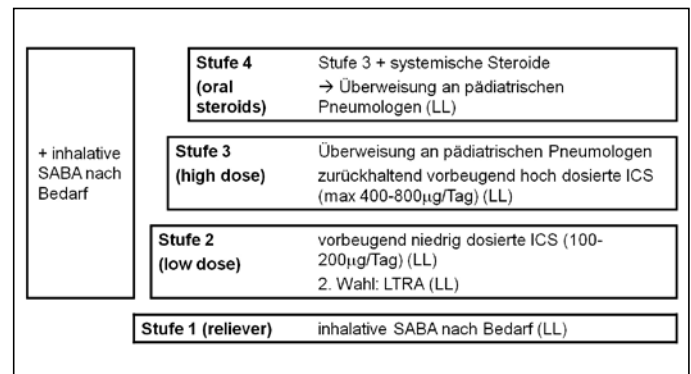 Stufe 4
(oral
steroids)
Stufe 3 + systemische Steroide
→ Überweisung an pädiatrischen
Pneumologen (LL)
+ inhalative
SABA nach
Bedarf
Stufe 3
(high dose)
Überweisung an pädiatrischen Pneumologen
zurückhaltend vorbeugend hoch dosierte ICS
(max 400-800µg/Tag) (LL)
Stufe 2
(low dose)
vorbeugend niedrig dosierte ICS (100-
200µg/Tag) (LL)
2. Wahl: LTRA (LL)
Stufe 1 (reliever)
inhalative SABA nach Bedarf (LL)